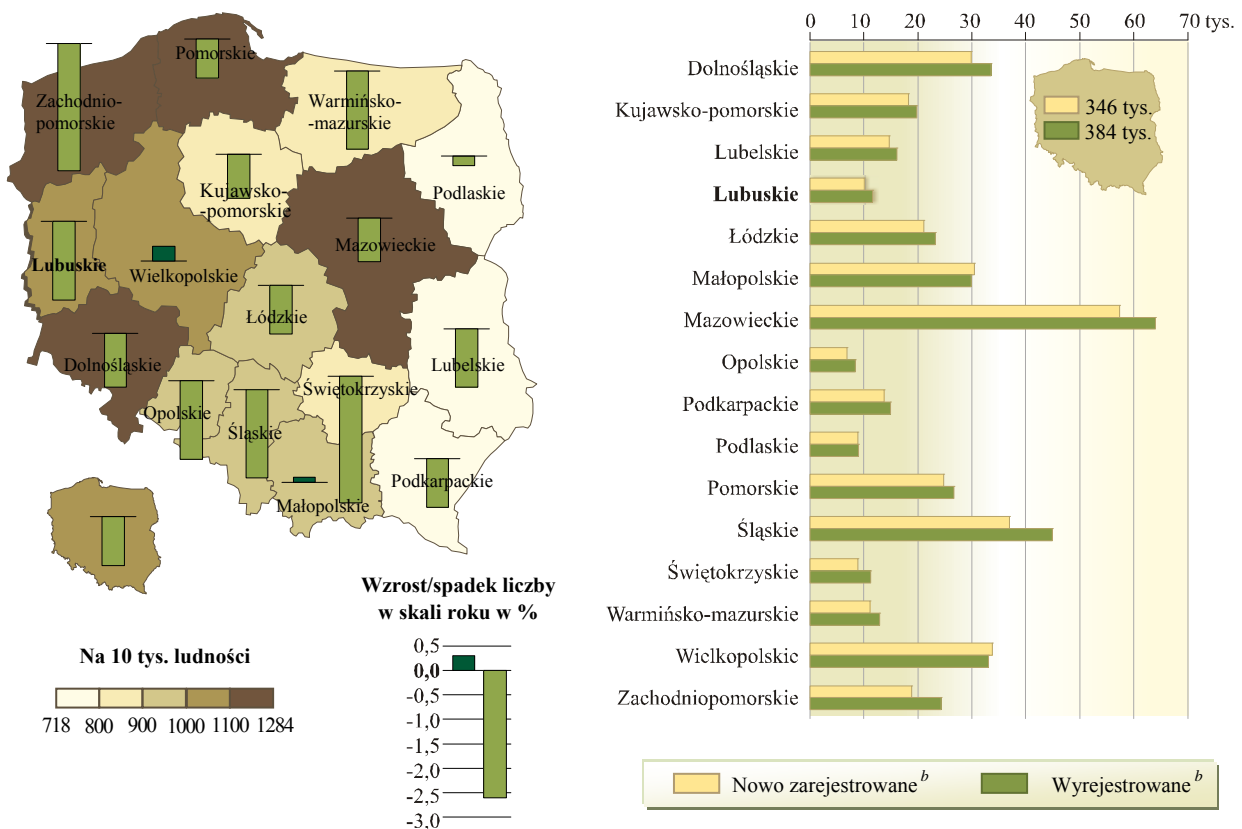 Pomorskie
Zachodnio-
pomorskie
Warmińsko-
-mazurskie
Kujawsko-
-pomorskie
Podlaskie
Mazowieckie
Lubuskie
Wielkopolskie
Łódzkie
Dolnośląskie
Lubelskie
Opolskie
Śląskie
Świętokrzyskie
Podkarpackie
Małopolskie
Na 10 tys. ludności
718 800 900 1000 1100 1284
Wzrost/spadek liczby
w skali roku w %
0,5
0,0
-0,5
-1,0
-1,5
-2,0
-2,5
-3,0
0 10 20 30 40 50 60 70 tys.
Dolnośląskie
Kujawsko-pomorskie
Lubelskie
Lubuskie
Łódzkie
Małopolskie
Mazowieckie
Opolskie
Podkarpackie
Podlaskie
Pomorskie
Śląskie
Świętokrzyskie
Warmińsko-mazurskie
Wielkopolskie
Zachodniopomorskie
346 tys.
384 tys.
Nowo zarejestrowane b Wyrejestrowane b